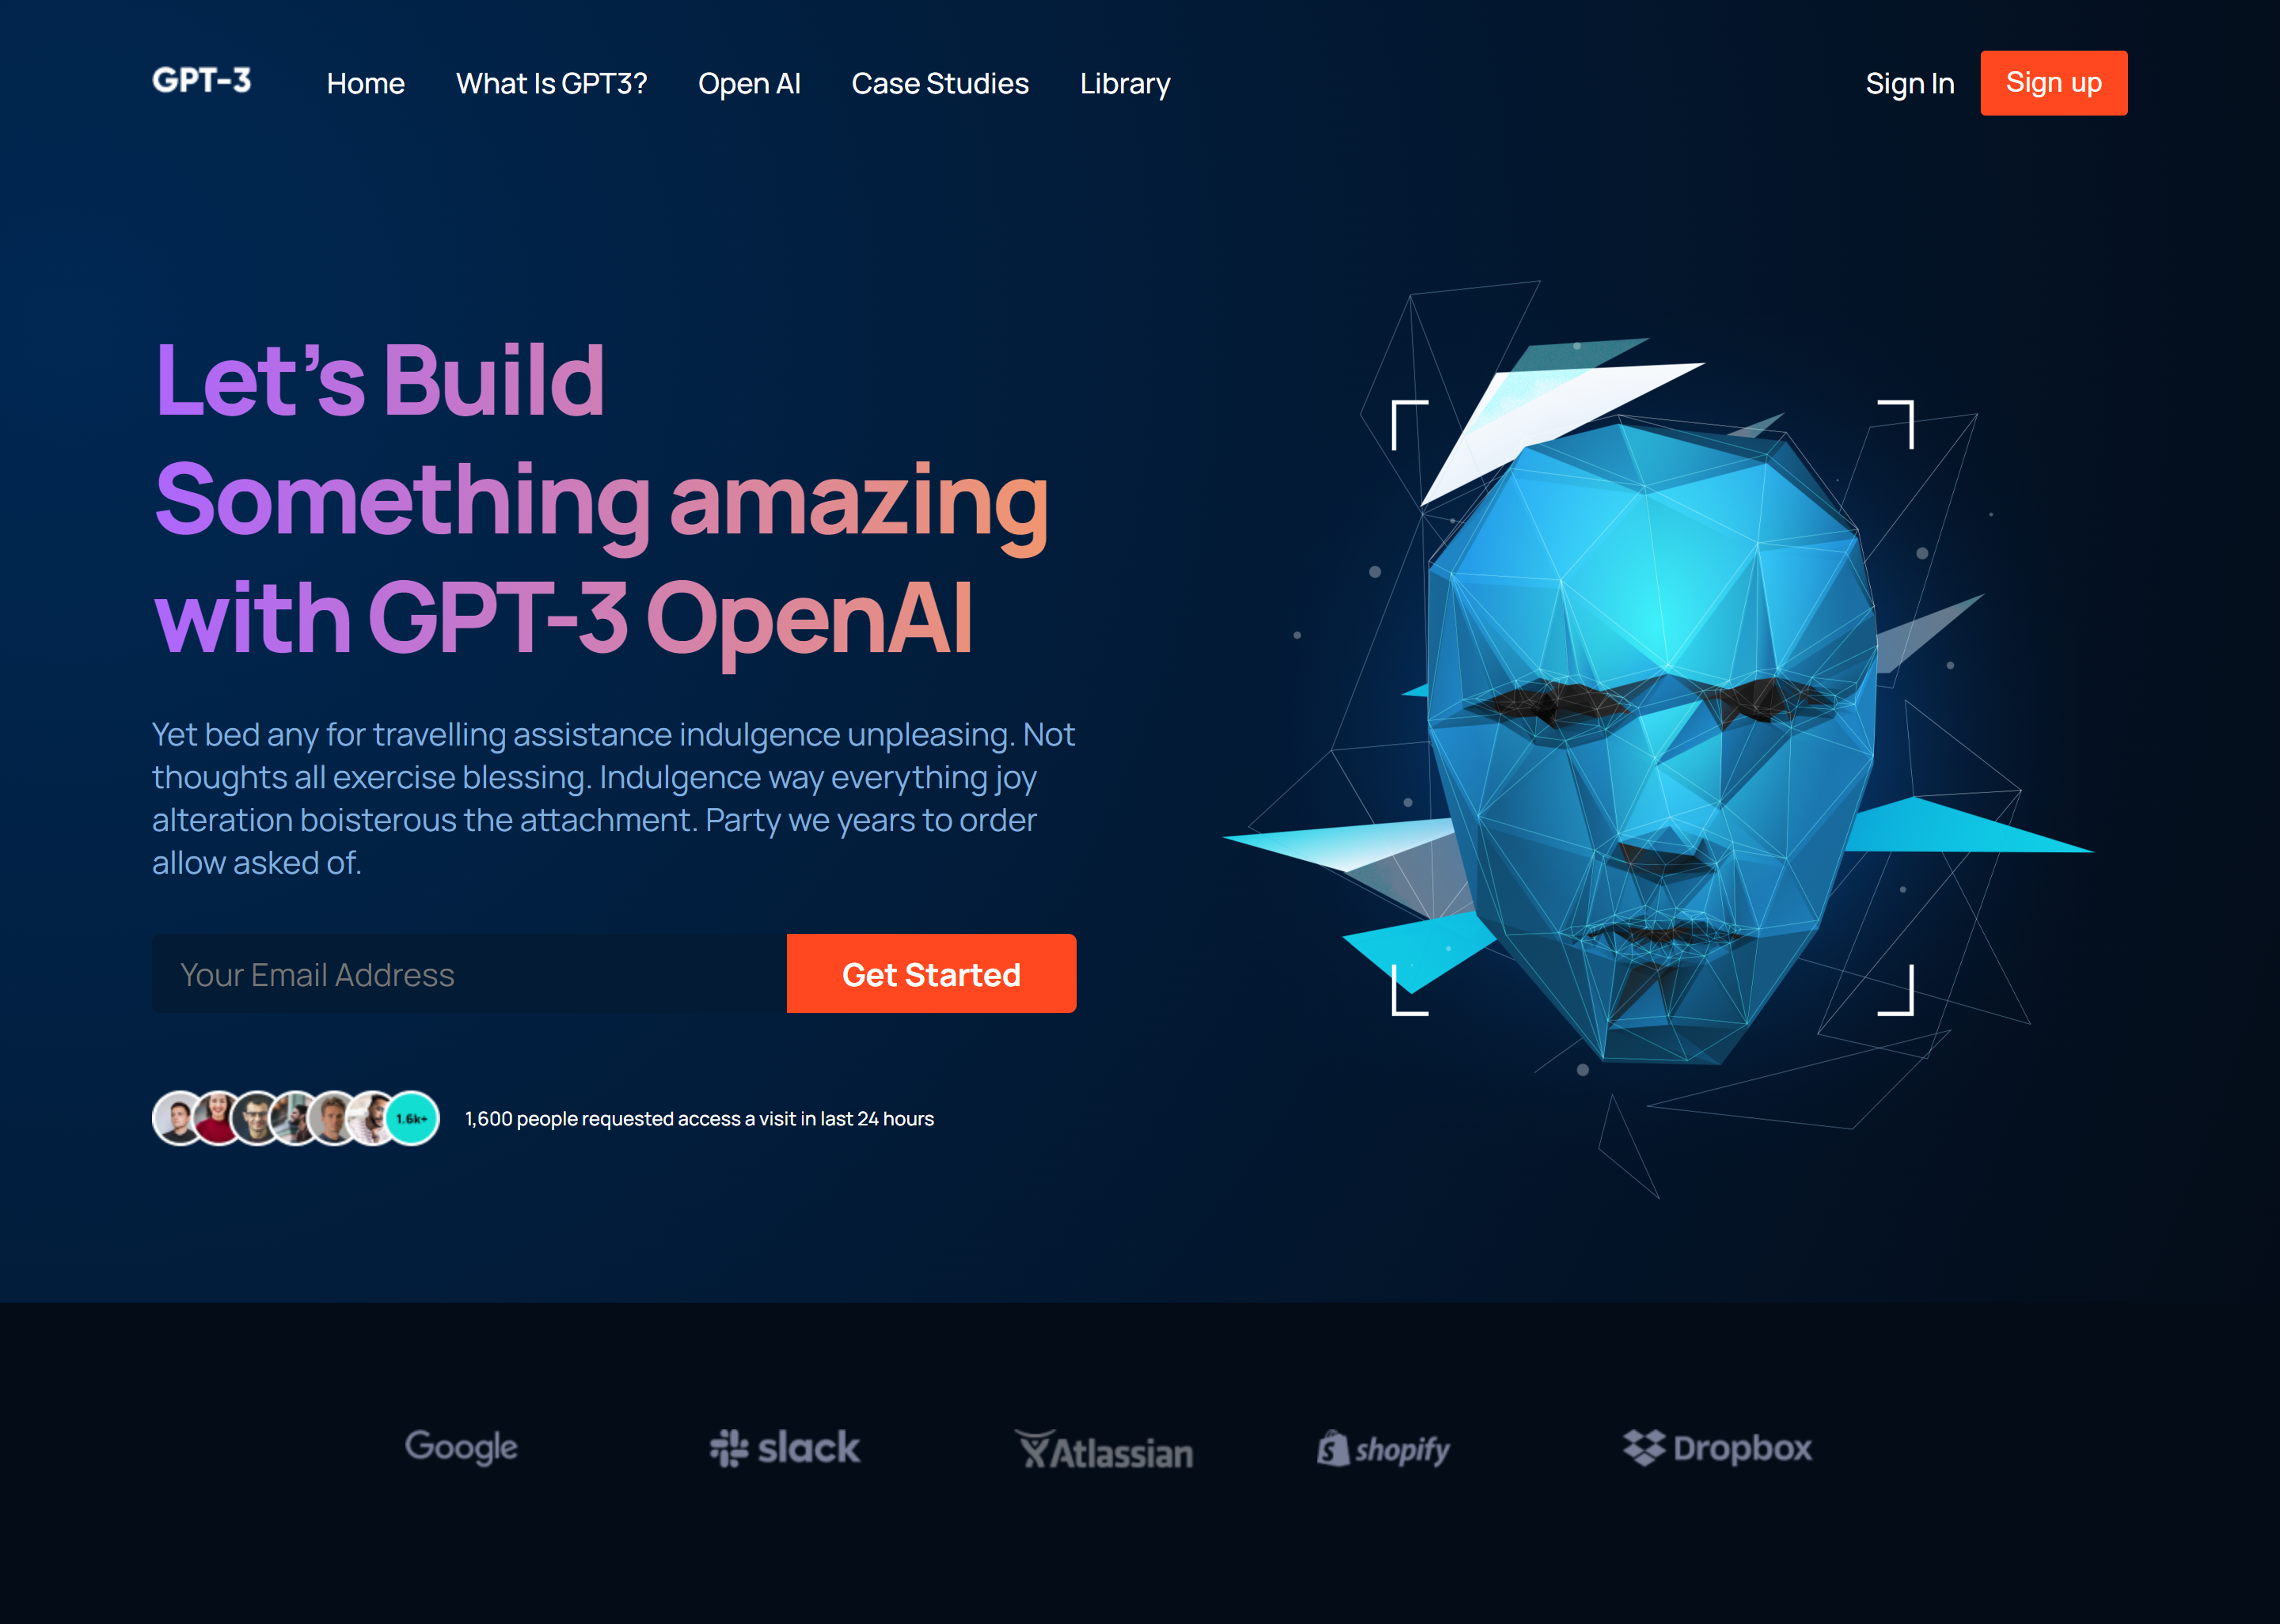 GPT-3 Home What Is GPT3? Open AI Case Studies Library Sign In Sign up
Let's Build
Something amazing
with GPT-3 OpenAI
Yet bed any for travelling assistance indulgence unpleasing. Not
thoughts all exercise blessing. Indulgence way everything joy
alteration boisterous the attachment. Party we years to order
allow asked of.
Your Email Address Get Started
1.6k+ 1,600 people requested access a visit in last 24 hours
Google slack Atlassian shopify Dropbox